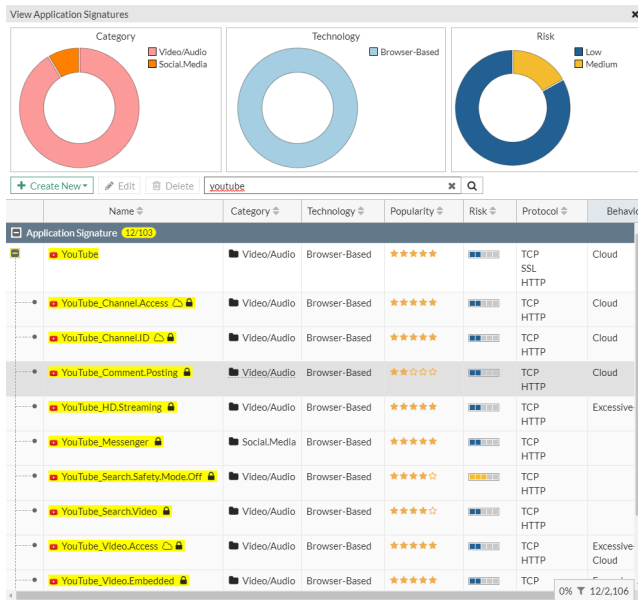 View Application Signatures
Category
Video/Audio
Social.Media
Technology
Browser-Based
Risk
Low
Medium
Create New Edit Delete youtube
Name Category Technology Popularity Risk Protocol
Application Signature 12/103
YouTube Video/Audio Browser-Based TCP Cloud
SSL
HTTP
YouTube_Channel.Access Video/Audio Browser-Based TCP Cloud
HTTP
YouTube_Channel.ID Video/Audio Browser-Based TCP Cloud
HTTP
YouTube_Comment.Posting Video/Audio Browser-Based TCP Cloud
HTTP
YouTube_HD.Streaming Video/Audio Browser-Based TCP Excessive-
HTTP
YouTube_Messenger Social.Media Browser-Based TCP
HTTP
YouTube_Search.Safety.Mode.Off Video/Audio Browser-Based TCP
HTTP
YouTube_Search.Video Video/Audio Browser-Based TCP
HTTP
YouTube_Video.Access Video/Audio Browser-Based TCP Excessive-
HTTP Cloud
YouTube_Video.Embedded Video/Audio Browser-Based TCP
0% 12/2,106